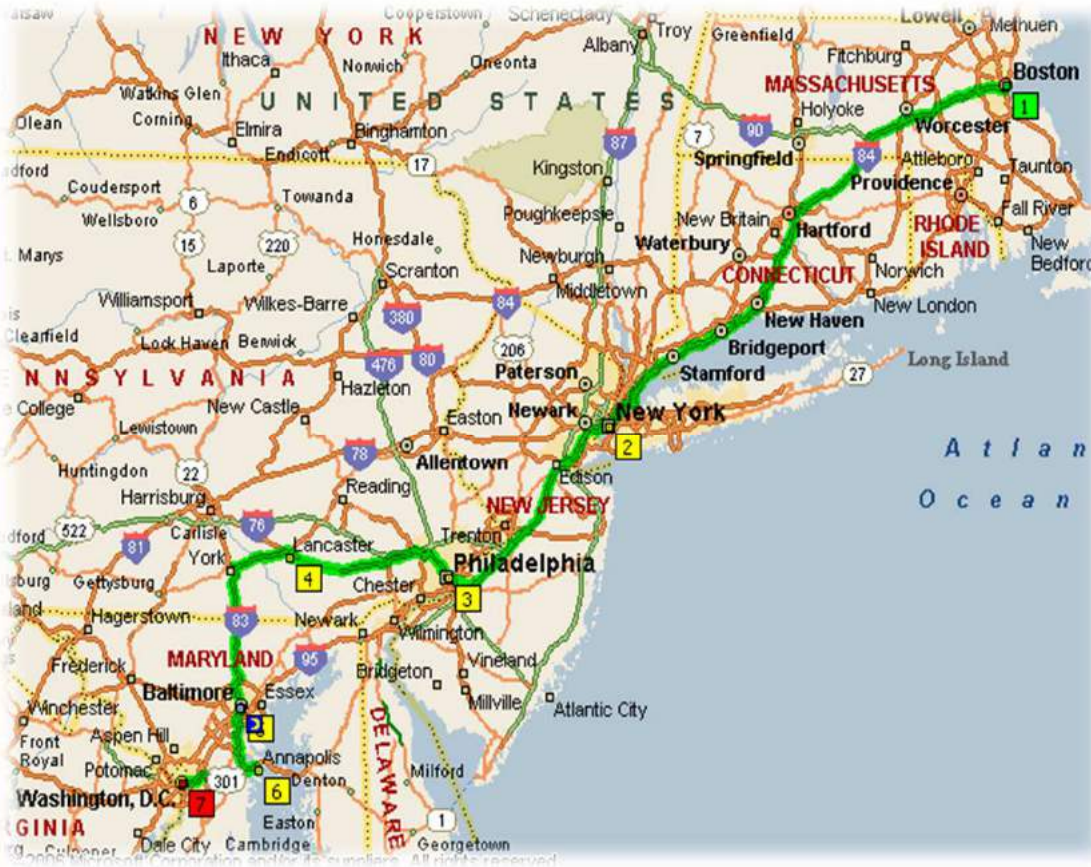 Cooperstown
Schenectady
Troy
Albany
Greenfield
Fitchburg
Lowell
Methuen
NEW YORK
Ithaca
Norwich
Oneonta
MASSACHUSETTS
Boston
1
Watkins Glen
UNITED STATES
Holyoke
Worcester
Olean
Corning
Elmira
Binghamton
Endicott
17
87
7
90
Springfield
84
Attleboro
Taunton
Kingston
Providence
Coudersport
6
Towanda
Poughkeepsie
New Britain
Hartford
Fall River
Wellsboro
15
220
Honesdale
Waterbury
RHODE
ISLAND
New
Bedford
Marys
Laporte
Scranton
Newburgh
CONNECTICUT
Norwich
Middletown
Williamsport
Wilkes-Barre
84
New London
380
New Haven
Clearfield
Lock Haven
Berwick
476
80
206
Bridgeport
Paterson
Stamford
Long Island
27
Hazleton
College
New Castle
Newark
New York
2
Lewistown
Easton
78
Allentown
Edison
Atlan
Ocean
Huntingdon
22
Reading
Harrisburg
NEW JERSEY
76
522
Carlisle
Trenton
81
York
Lancaster
4
Philadelphia
3
Gettysburg
Chester
Hagerstown
83
Newark
Wilmington
MARYLAND
95
Frederick
Bridgeton
Vineland
Baltimore
Essex
Millville
Atlantic City
Winchester
Aspen Hill
DELAWARE
Front
Royal
Annapolis
Potomac
301
6
Denton
Milford
Washington, D.C.
7
1
Easton
Dale City
Cambridge
Georgetown
Microsoft Corporation and/or its suppliers. All rights reserved.